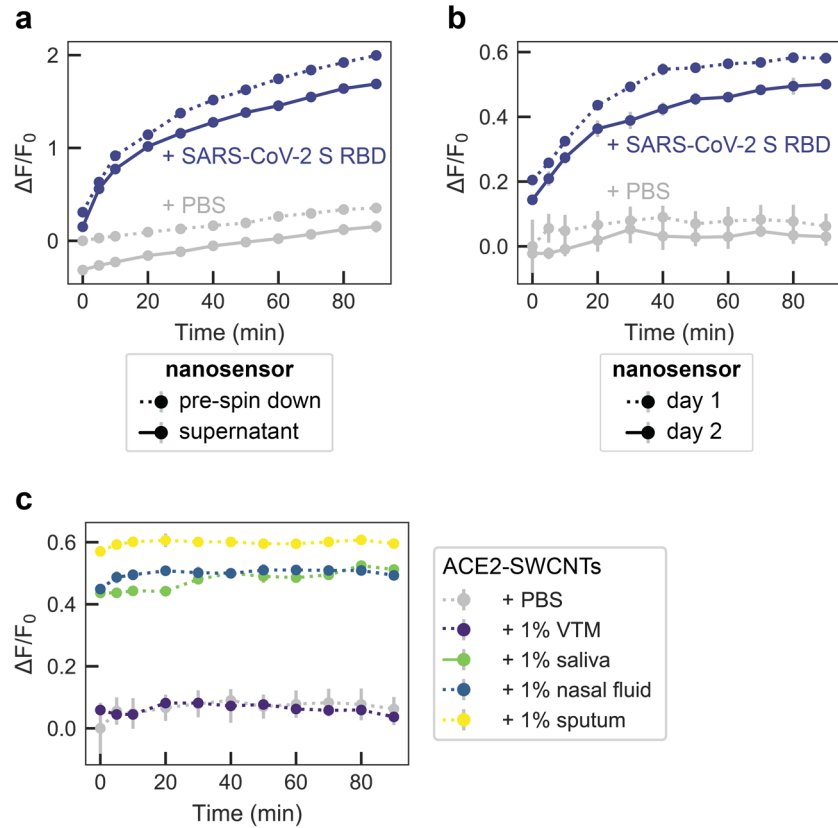 a
2
1
0
ΔF/F0
+ SARS-CoV-2 S RBD
+ PBS
0 20 40 60 80
Time (min)
nanosensor
pre-spin down
supernatant
b
0.6
0.4
0.2
0.0
ΔF/F0
+ SARS-CoV-2 S RBD
+ PBS
0 20 40 60 80
Time (min)
nanosensor
day 1
day 2
c
0.6
0.4
0.2
0.0
ΔF/F0
0 20 40 60 80
Time (min)
ACE2-SWCNTs
+ PBS
+ 1% VTM
+ 1% saliva
+ 1% nasal fluid
+ 1% sputum